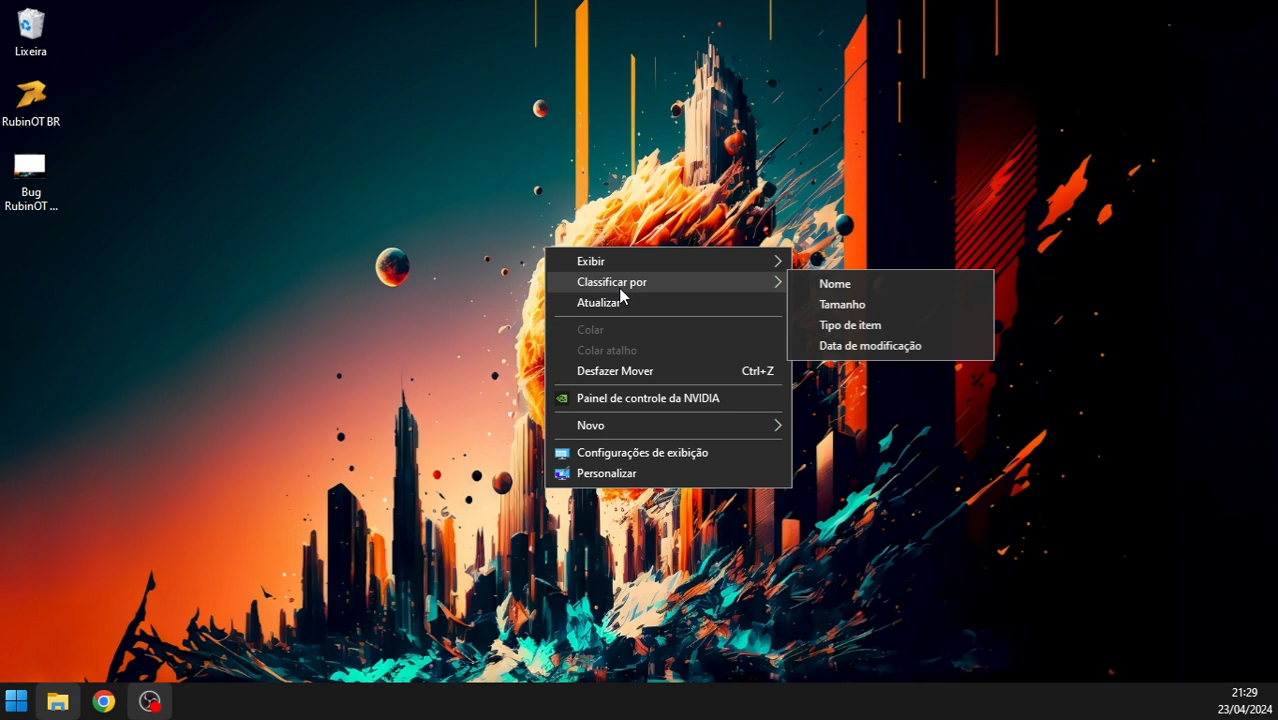 Lixeira
RubinOT BR
Bug
RubinOT ...
Exibir
Classificar por
Atualizar
Colar
Colar atalho
Desfazer Mover Ctrl+Z
Painel de controle da NVIDIA
Novo
Configurações de exibição
Personalizar
Nome
Tamanho
Tipo de item
Data de modificação
21:29
23/04/2024